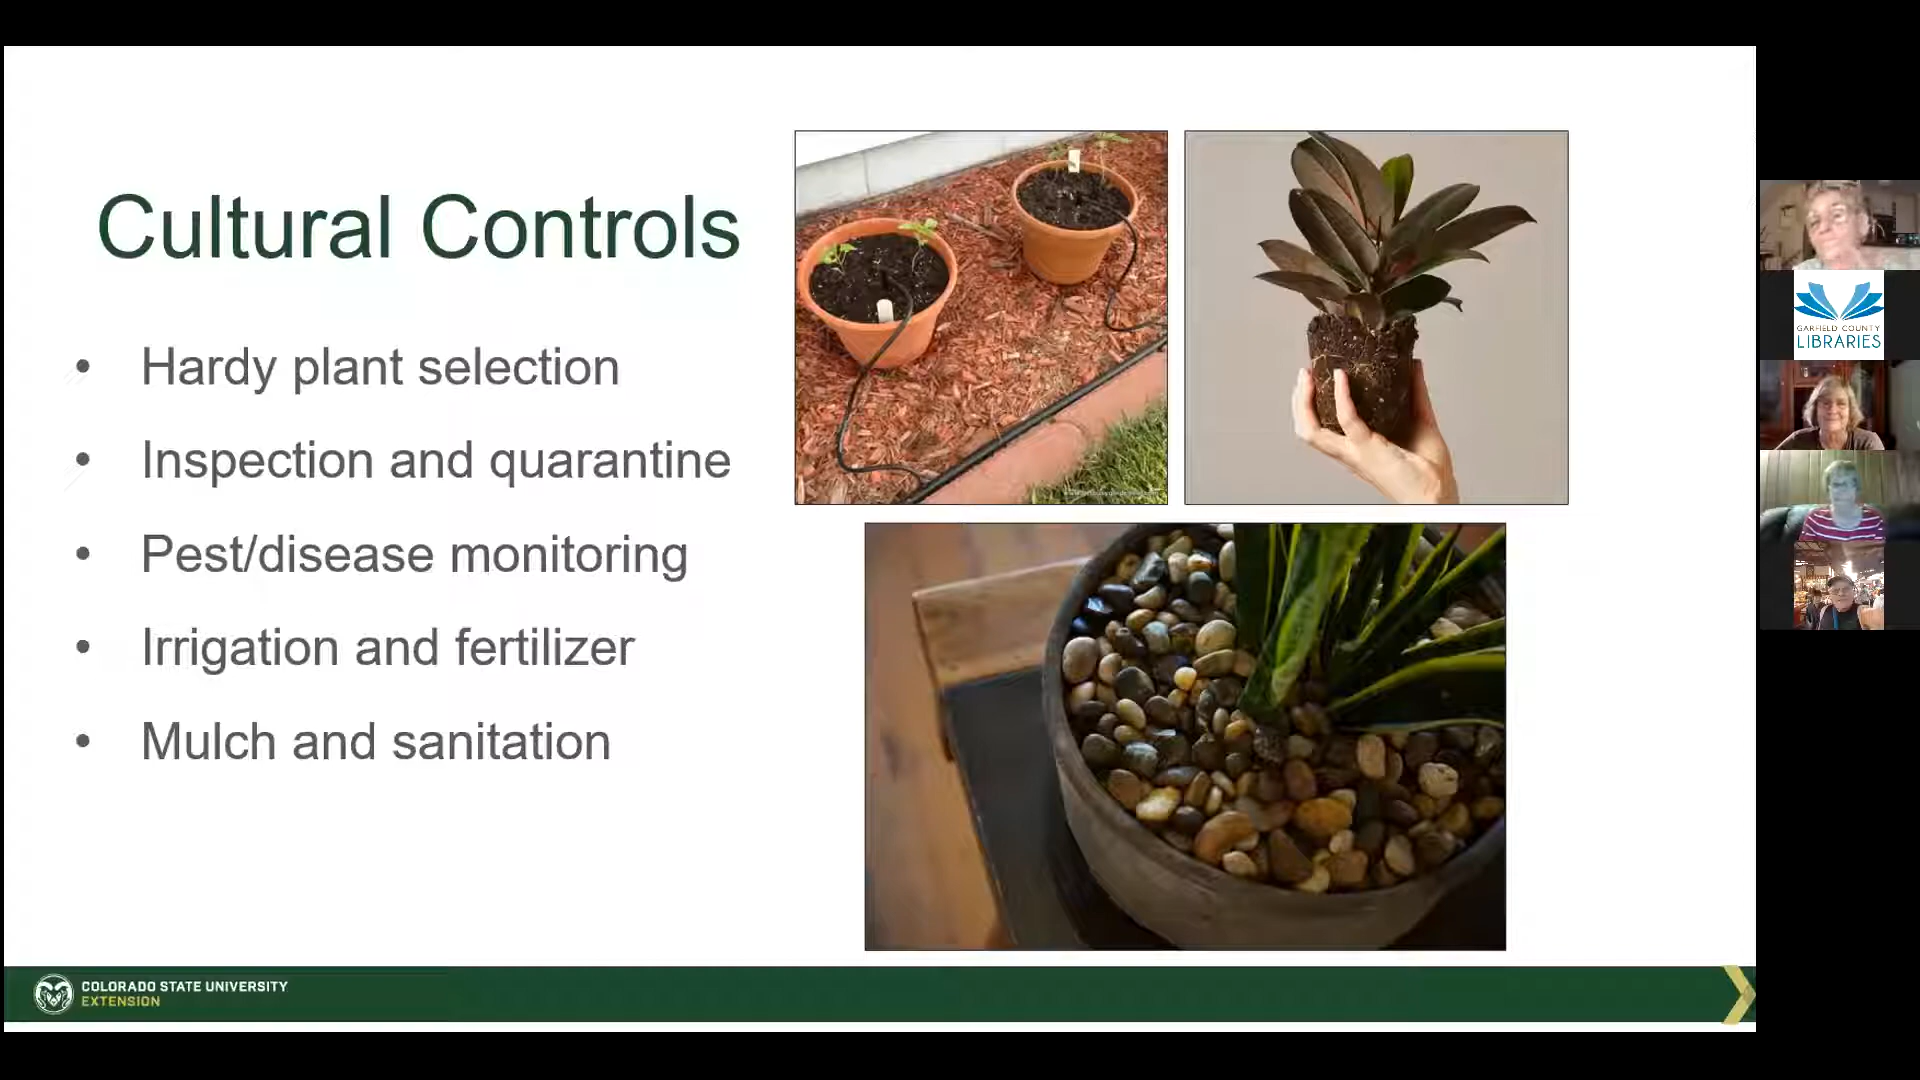 Cultural Controls
• Hardy plant selection
• Inspection and quarantine
• Pest/disease monitoring
• Irrigation and fertilizer
• Mulch and sanitation
COLORADO STATE UNIVERSITY
EXTENSION
GARFIELD COUNTY
LIBRARIES